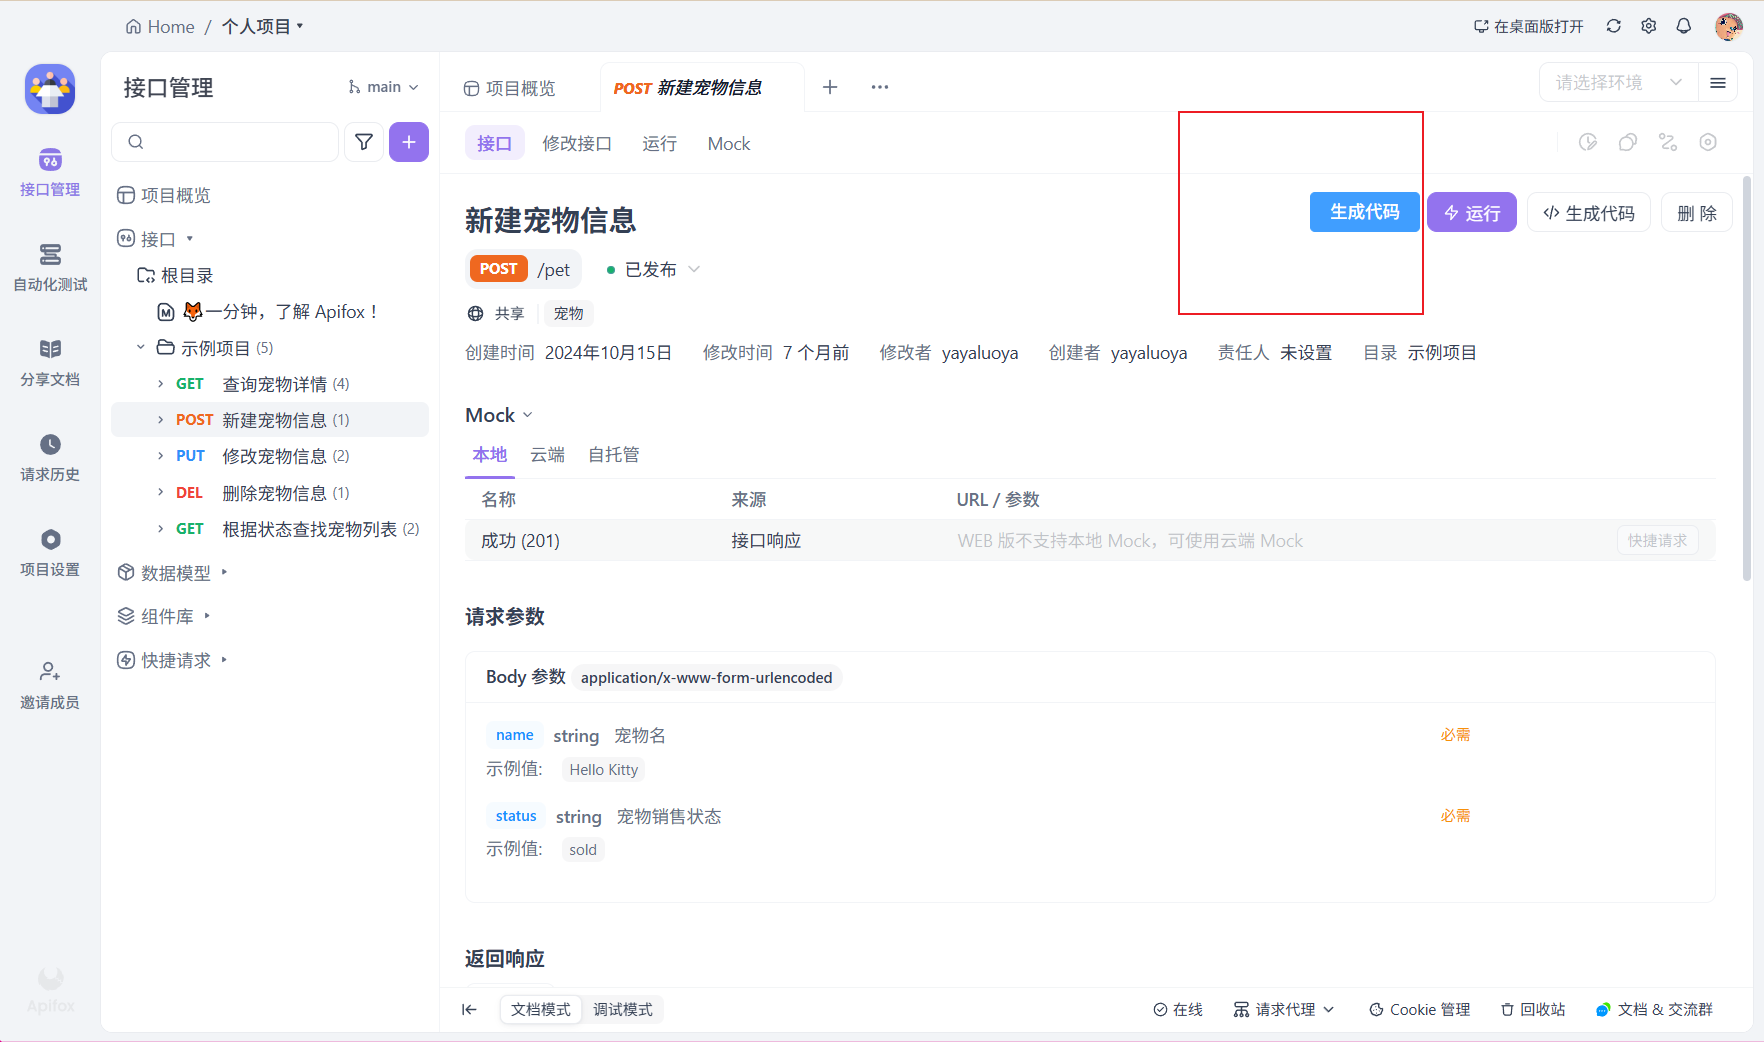 Home / 个人项目
在桌面版打开
接口管理
自动化测试
分享文档
请求历史
项目设置
邀请成员
Apifox
接口管理
main
项目概览
接口
根目录
🦊一分钟，了解 Apifox！
示例项目 (5)
GET 查询宠物详情 (4)
POST 新建宠物信息 (1)
PUT 修改宠物信息 (2)
DEL 删除宠物信息 (1)
GET 根据状态查找宠物列表 (2)
数据模型
组件库
快捷请求
项目概览
POST 新建宠物信息
请选择环境
接口 修改接口 运行 Mock
新建宠物信息
生成代码 运行 生成代码 删 除
POST /pet 已发布
共享 宠物
创建时间 2024年10月15日 修改时间 7 个月前 修改者 yayaluoya 创建者 yayaluoya 责任人 未设置 目录 示例项目
Mock
本地 云端 自托管
名称 来源 URL / 参数
成功 (201) 接口响应 WEB 版不支持本地 Mock，可使用云端 Mock 快捷请求
请求参数
Body 参数 application/x-www-form-urlencoded
name string 宠物名 必需
示例值: Hello Kitty
status string 宠物销售状态 必需
示例值: sold
返回响应
文档模式 调试模式
在线 请求代理 Cookie 管理 回收站 文档 & 交流群